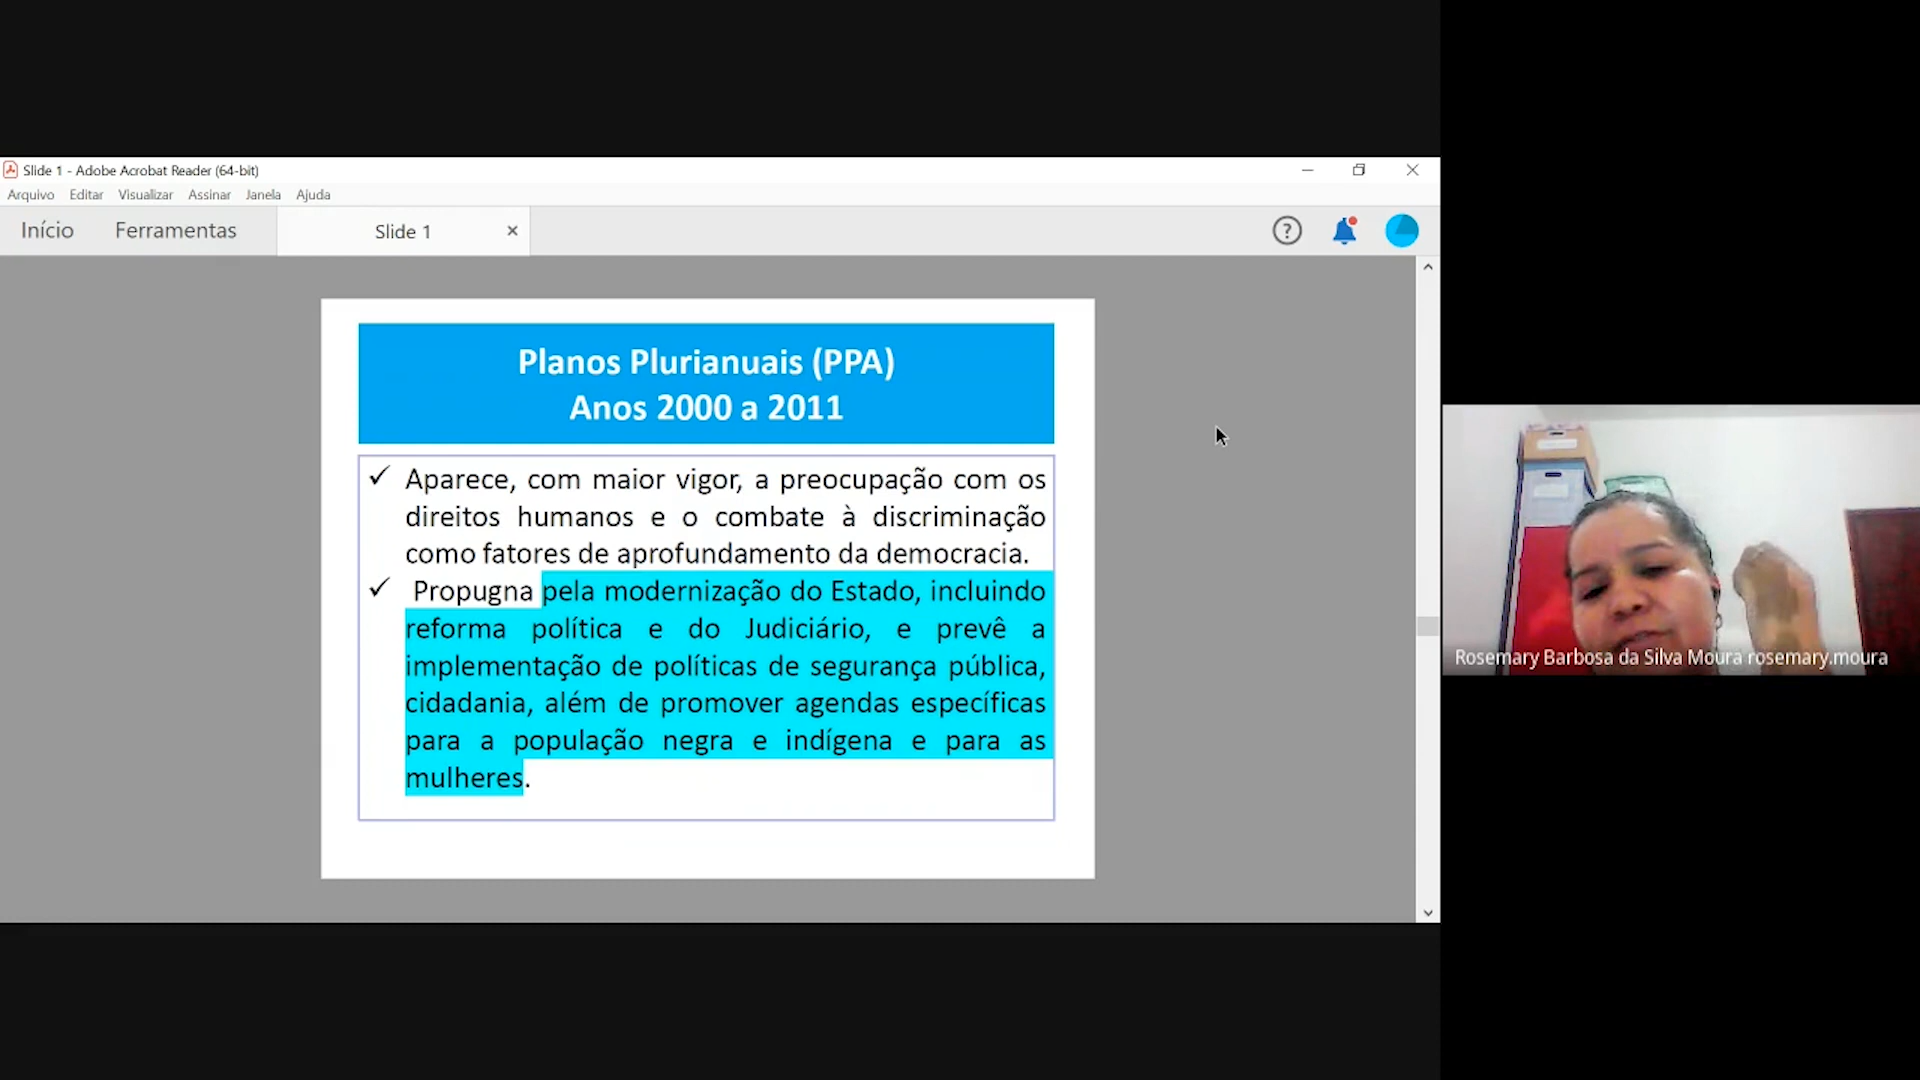 Slide 1 - Adobe Acrobat Reader (64-bit)
Arquivo Editar Visualizar Assinar Janela Ajuda
Início Ferramentas Slide 1
Planos Plurianuais (PPA)
Anos 2000 a 2011
✓ Aparece, com maior vigor, a preocupação com os
direitos humanos e o combate à discriminação
como fatores de aprofundamento da democracia.
✓ Propugna pela modernização do Estado, incluindo
reforma política e do Judiciário, e prevê a
implementação de políticas de segurança pública,
cidadania, além de promover agendas específicas
para a população negra e indígena e para as
mulheres.
Rosemary Barbosa da Silva Moura rosemary.moura